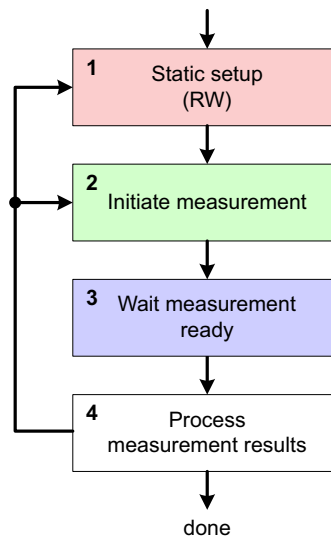 1
Static setup
(RW)
2
Initiate measurement
3
Wait measurement
ready
4
Process
measurement results
done